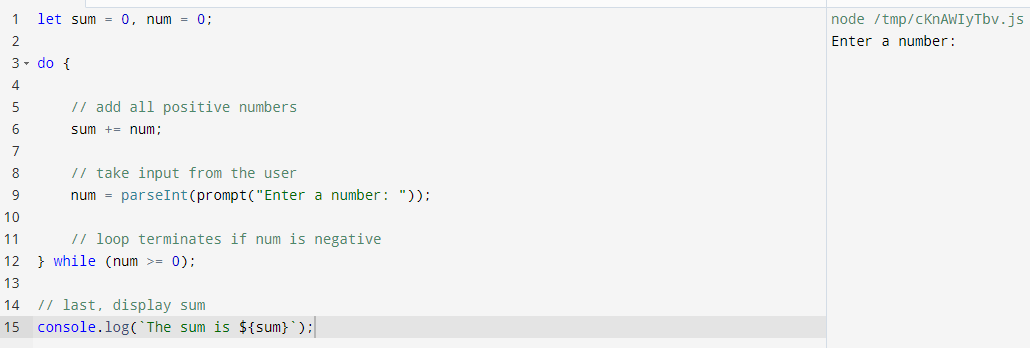 1 let sum = 0, num = 0;
2
3 do {
4
5 // add all positive numbers
6 sum += num;
7
8 // take input from the user
9 num = parseInt(prompt("Enter a number: "));
10
11 // loop terminates if num is negative
12 } while (num >= 0);
13
14 // last, display sum
15 console.log(`The sum is ${sum}`);
node /tmp/cKnAWIyTbv.js
Enter a number: